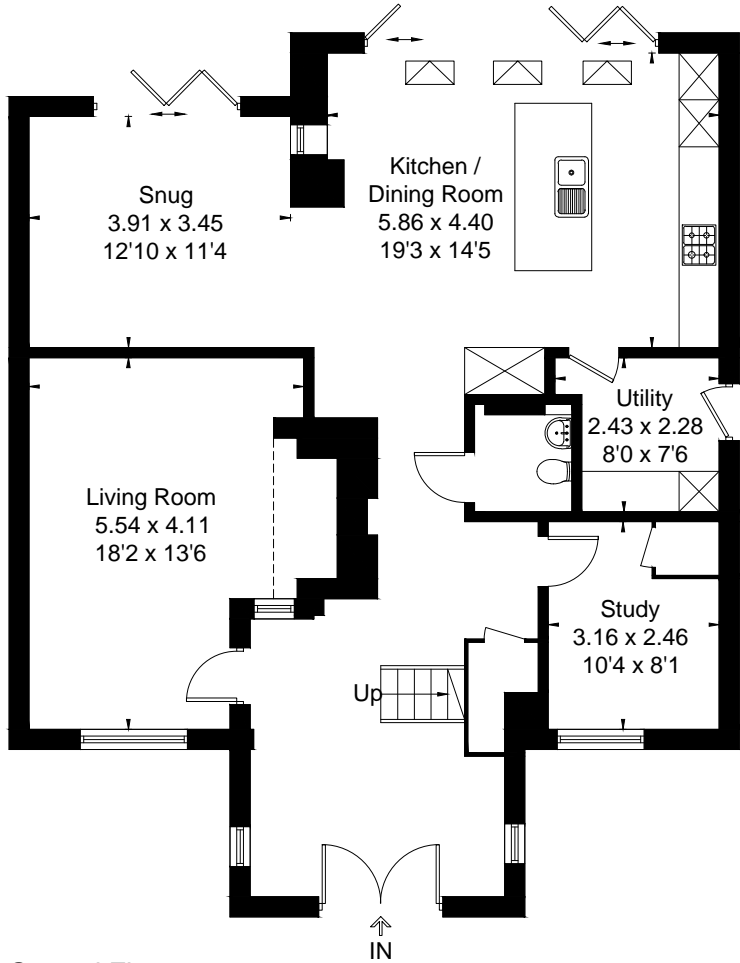 Snug
3.91 x 3.45
12'10 x 11'4
Kitchen /
Dining Room
5.86 x 4.40
19'3 x 14'5
Utility
2.43 x 2.28
8'0 x 7'6
Living Room
5.54 x 4.11
18'2 x 13'6
Study
3.16 x 2.46
10'4 x 8'1
Up
IN